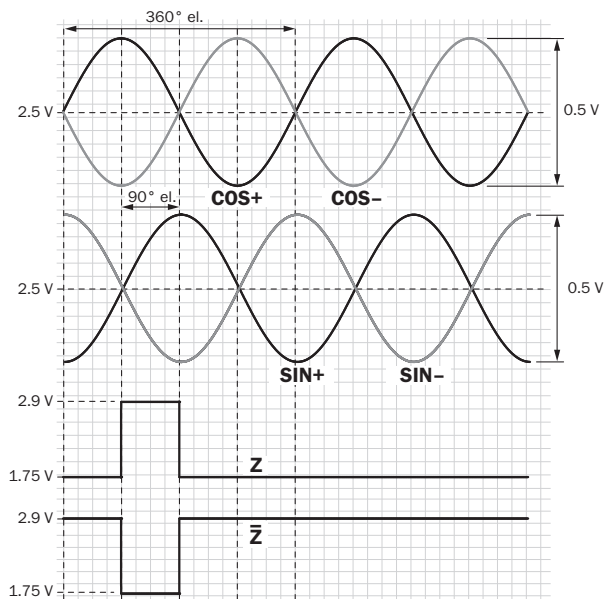 360° el.
2.5 V
0.5 V
COS+ COS–
90° el.
2.5 V
0.5 V
SIN+ SIN–
2.9 V
Z
1.75 V
2.9 V
Z̅
1.75 V